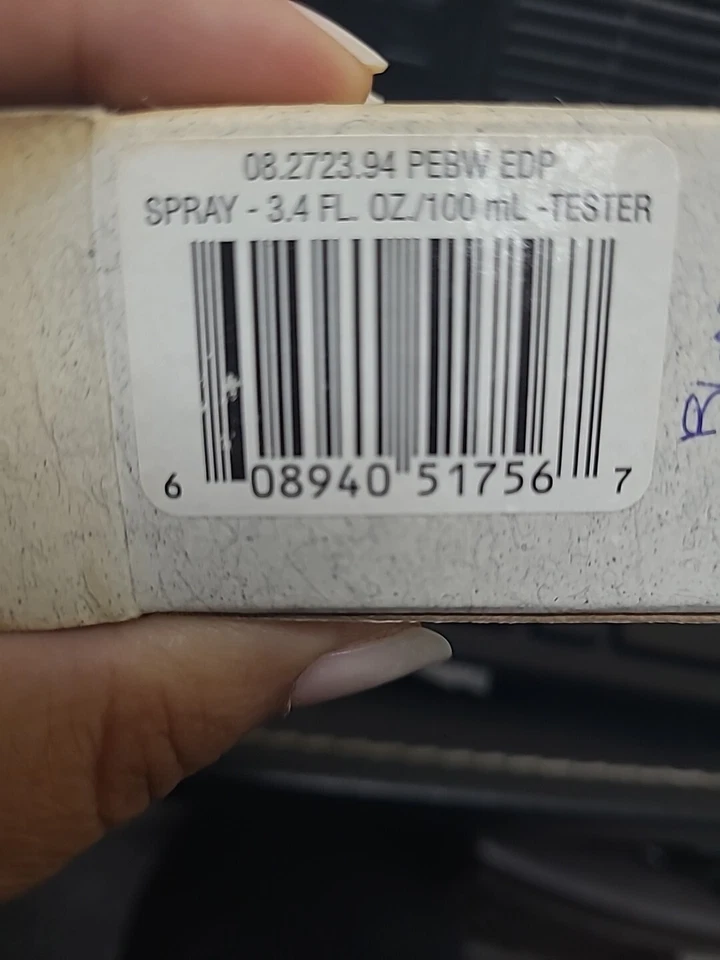 08.2723.94 PEBW EDP
SPRAY - 3.4 FL. OZ./100 mL -TESTER
6 08940 51756 7